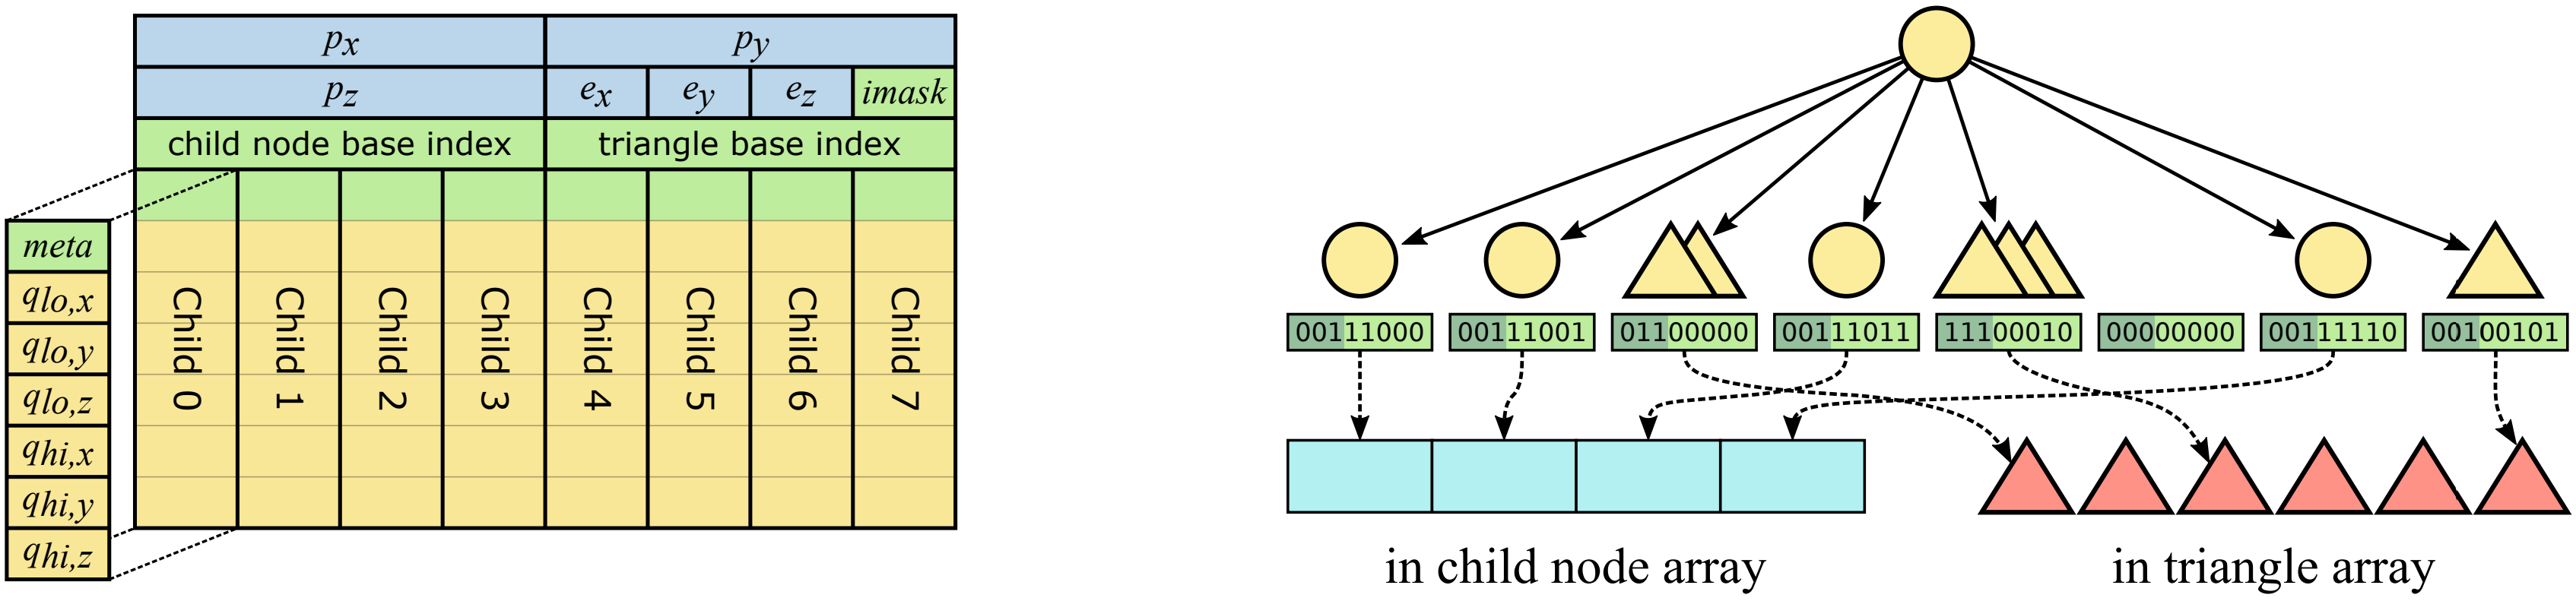 px py
pz ex ey ez imask
child node base index triangle base index
meta
qlo,x
qlo,y
qlo,z
qhi,x
qhi,y
qhi,z
Child 0 Child 1 Child 2 Child 3 Child 4 Child 5 Child 6 Child 7
00111000 00111001 01100000 00111011 11100010 00000000 00111110 00100101
in child node array in triangle array